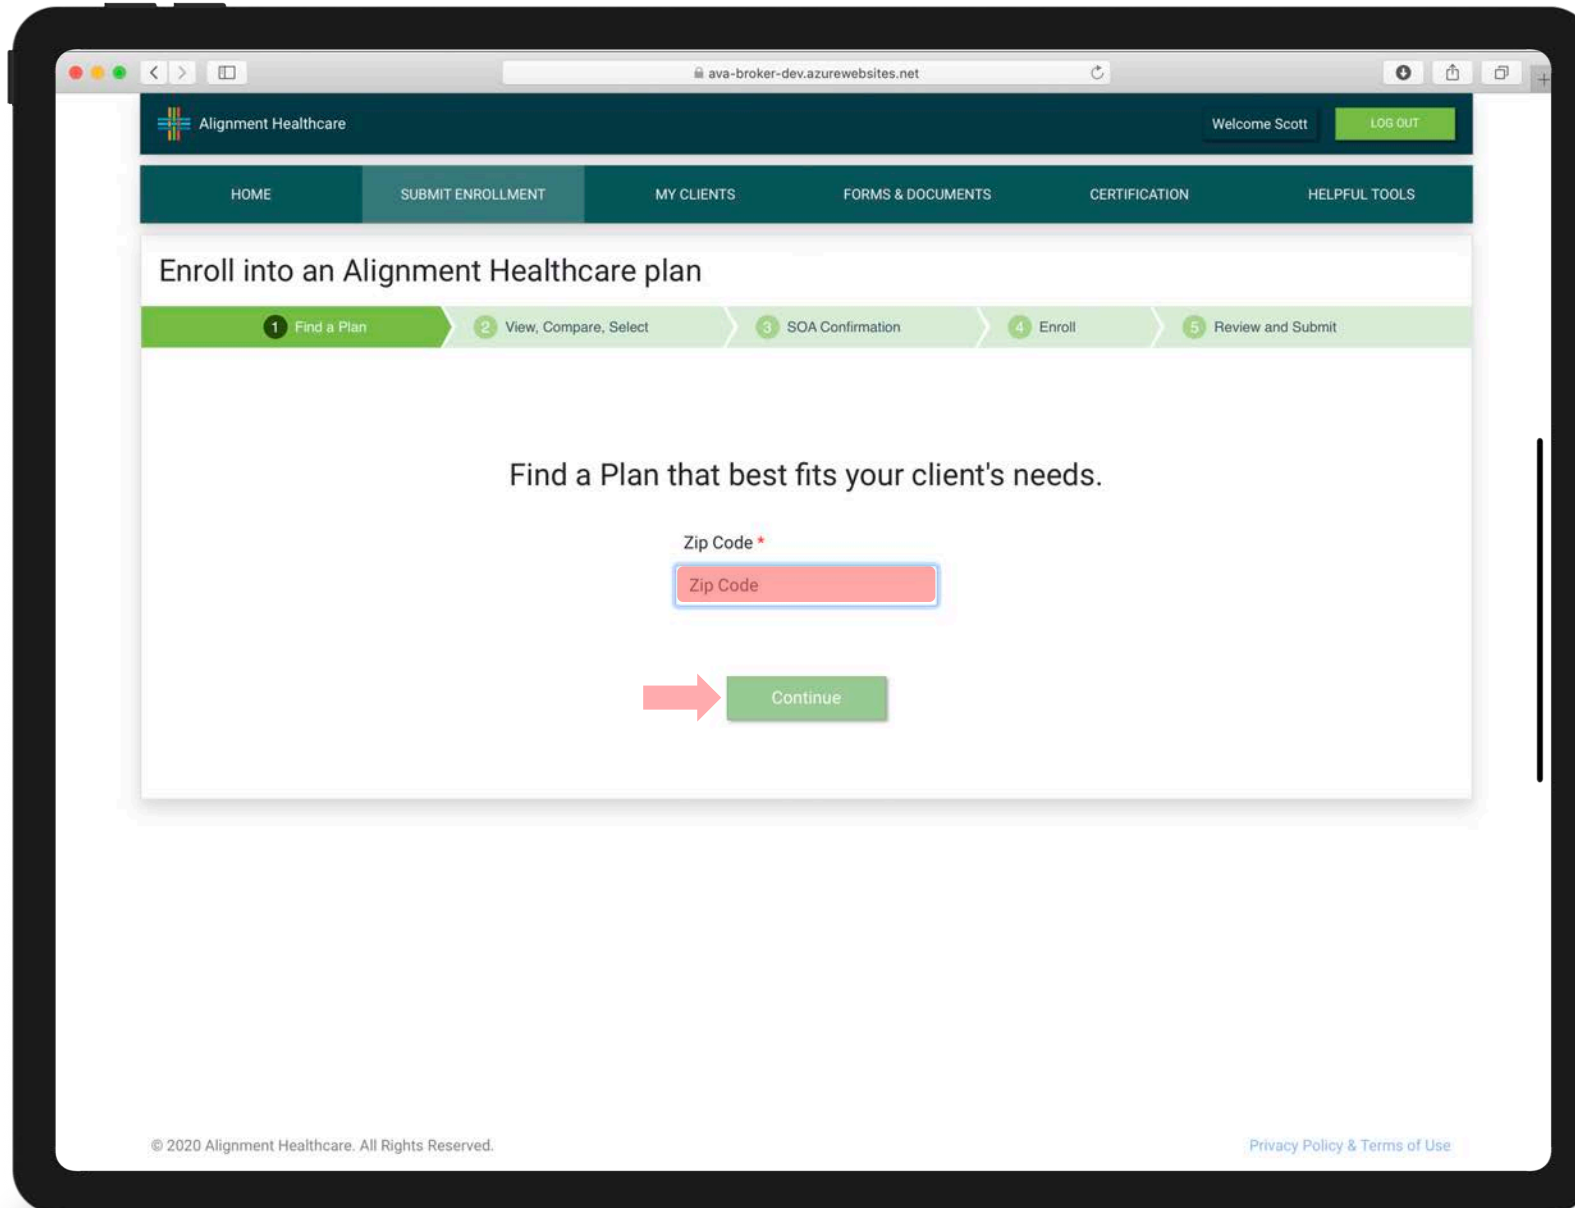 ava-broker-dev.azurewebsites.net
Alignment Healthcare
Welcome Scott
LOG OUT
HOME
SUBMIT ENROLLMENT
MY CLIENTS
FORMS & DOCUMENTS
CERTIFICATION
HELPFUL TOOLS
Enroll into an Alignment Healthcare plan
1 Find a Plan
2 View, Compare, Select
3 SOA Confirmation
4 Enroll
5 Review and Submit
Find a Plan that best fits your client's needs.
Zip Code *
Zip Code
Continue
© 2020 Alignment Healthcare. All Rights Reserved.
Privacy Policy & Terms of Use